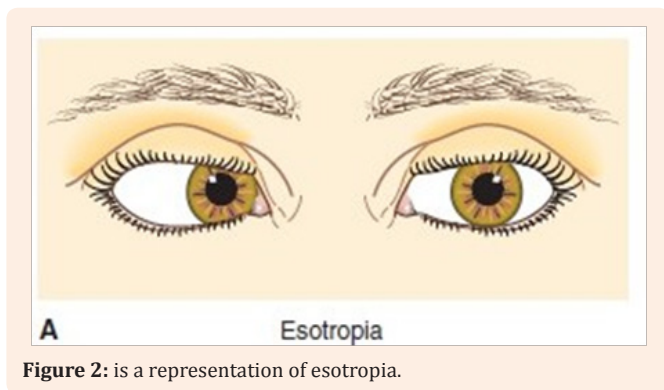 A Esotropia
Figure 2: is a representation of esotropia.